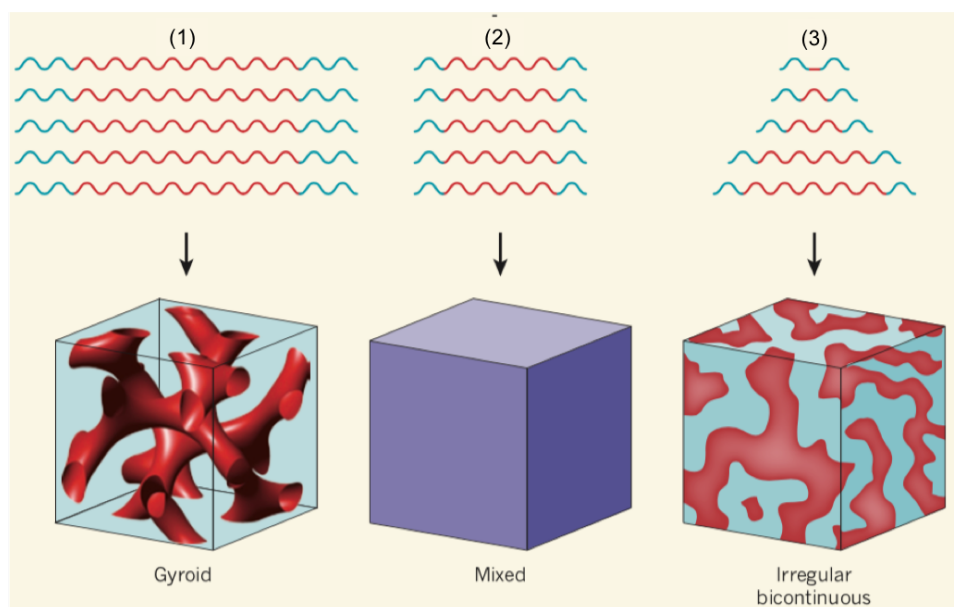 (1)
(2)
(3)
Gyroid
Mixed
Irregular
bicontinuous